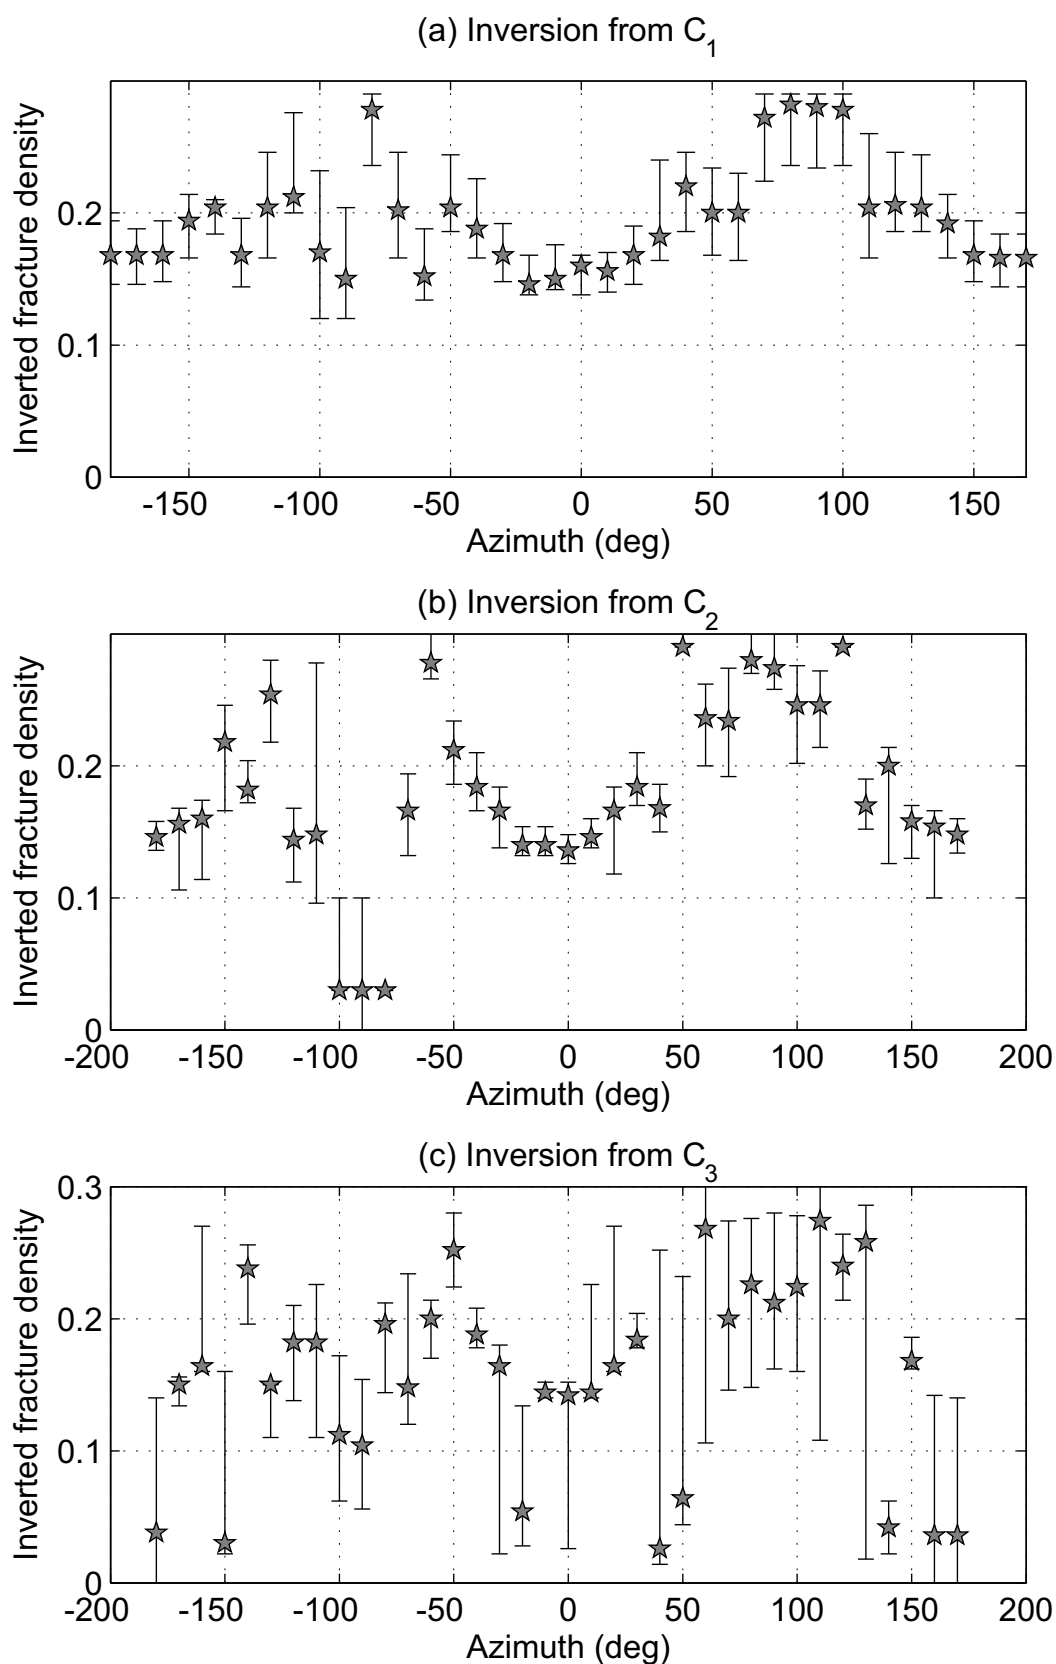 (a) Inversion from C1
Inverted fracture density
0.2
0.1
0
-150 -100 -50 0 50 100 150
Azimuth (deg)
(b) Inversion from C2
Inverted fracture density
0.2
0.1
0
-200 -150 -100 -50 0 50 100 150 200
Azimuth (deg)
(c) Inversion from C3
Inverted fracture density
0.3
0.2
0.1
0
-200 -150 -100 -50 0 50 100 150 200
Azimuth (deg)